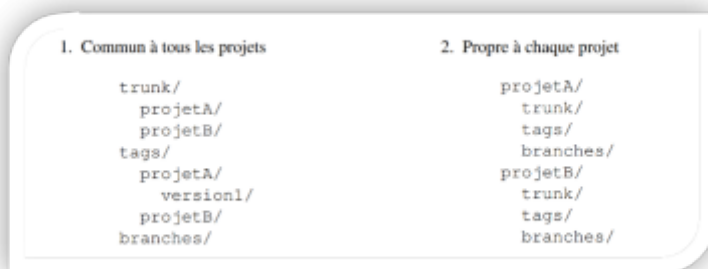 1. Commun à tous les projets
trunk/
projetA/
projetB/
tags/
projetA/
version1/
projetB/
branches/
2. Propre à chaque projet
projetA/
trunk/
tags/
branches/
projetB/
trunk/
tags/
branches/